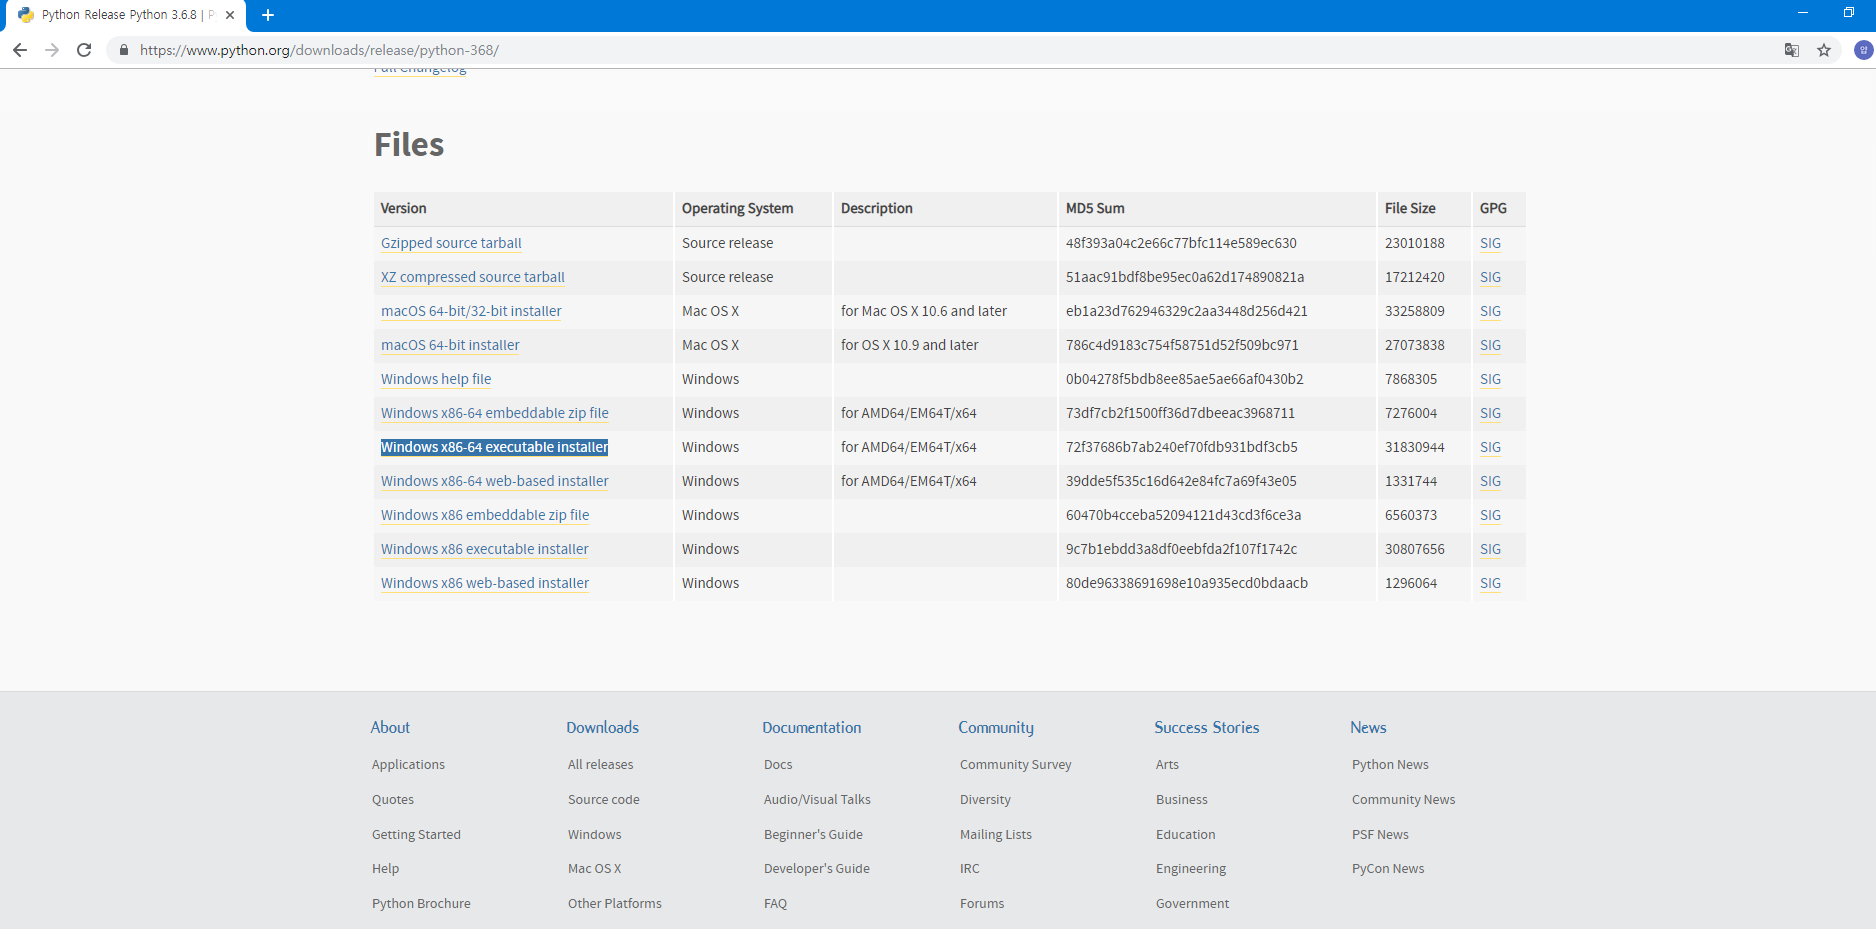 Python Release Python 3.6.8 | P
https://www.python.org/downloads/release/python-368/
Full Changelog
Files
Version Operating System Description MD5 Sum File Size GPG
Gzipped source tarball Source release 48f393a04c2e66c77bfc114e589ec630 23010188 SIG
XZ compressed source tarball Source release 51aac91bdf8be95ec0a62d174890821a 17212420 SIG
macOS 64-bit/32-bit installer Mac OS X for Mac OS X 10.6 and later eb1a23d762946329c2aa3448d256d421 33258809 SIG
macOS 64-bit installer Mac OS X for OS X 10.9 and later 786c4d9183c754f58751d52f509bc971 27073838 SIG
Windows help file Windows 0b04278f5bdb8ee85ae5ae66af0430b2 7868305 SIG
Windows x86-64 embeddable zip file Windows for AMD64/EM64T/x64 73df7cb2f1500ff36d7dbeeac3968711 7276004 SIG
Windows x86-64 executable installer Windows for AMD64/EM64T/x64 72f37686b7ab240ef70fdb931bdf3cb5 31830944 SIG
Windows x86-64 web-based installer Windows for AMD64/EM64T/x64 39dde5f535c16d642e84fc7a69f43e05 1331744 SIG
Windows x86 embeddable zip file Windows 60470b4cceba52094121d43cd3f6ce3a 6560373 SIG
Windows x86 executable installer Windows 9c7b1ebdd3a8df0eebfda2f107f1742c 30807656 SIG
Windows x86 web-based installer Windows 80de96338691698e10a935ecd0bdaacb 1296064 SIG
About Downloads Documentation Community Success Stories News
Applications All releases Docs Community Survey Arts Python News
Quotes Source code Audio/Visual Talks Diversity Business Community News
Getting Started Windows Beginner's Guide Mailing Lists Education PSF News
Help Mac OS X Developer's Guide IRC Engineering PyCon News
Python Brochure Other Platforms FAQ Forums Government